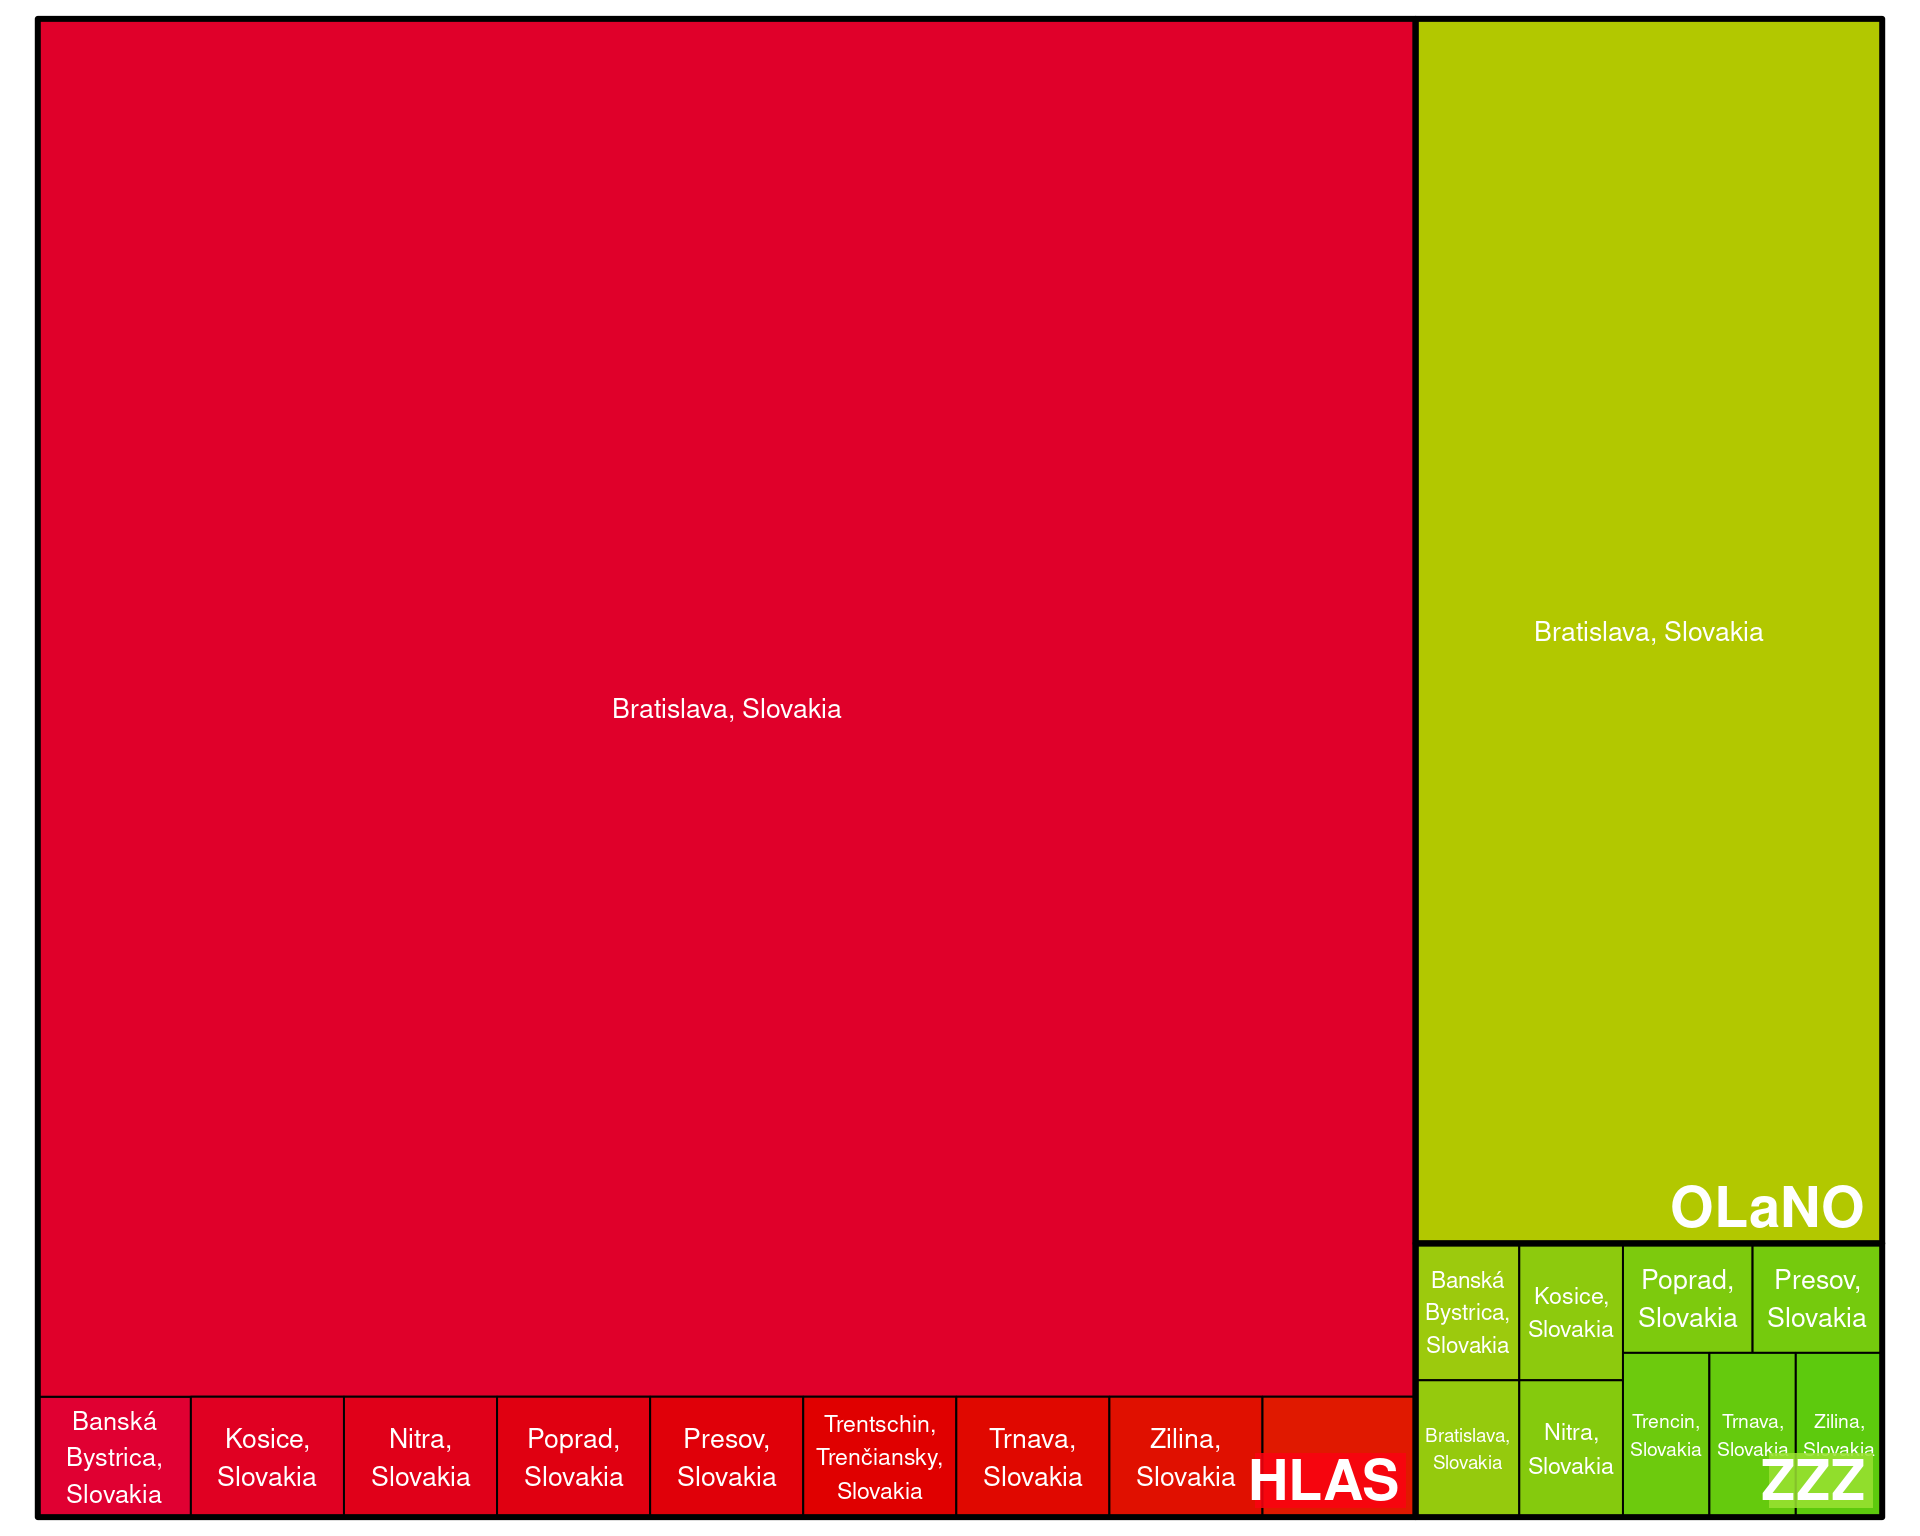 Bratislava, Slovakia
Banská
Bystrica,
Slovakia
Kosice,
Slovakia
Nitra,
Slovakia
Poprad,
Slovakia
Presov,
Slovakia
Trentschin,
Trenčiansky,
Slovakia
Trnava,
Slovakia
Zilina,
Slovakia
HLAS
Bratislava, Slovakia
OLaNO
Banská
Bystrica,
Slovakia
Kosice,
Slovakia
Poprad,
Slovakia
Presov,
Slovakia
Bratislava,
Slovakia
Nitra,
Slovakia
Trencin,
Slovakia
Trnava,
Slovakia
Zilina,
Slovakia
ZZZ